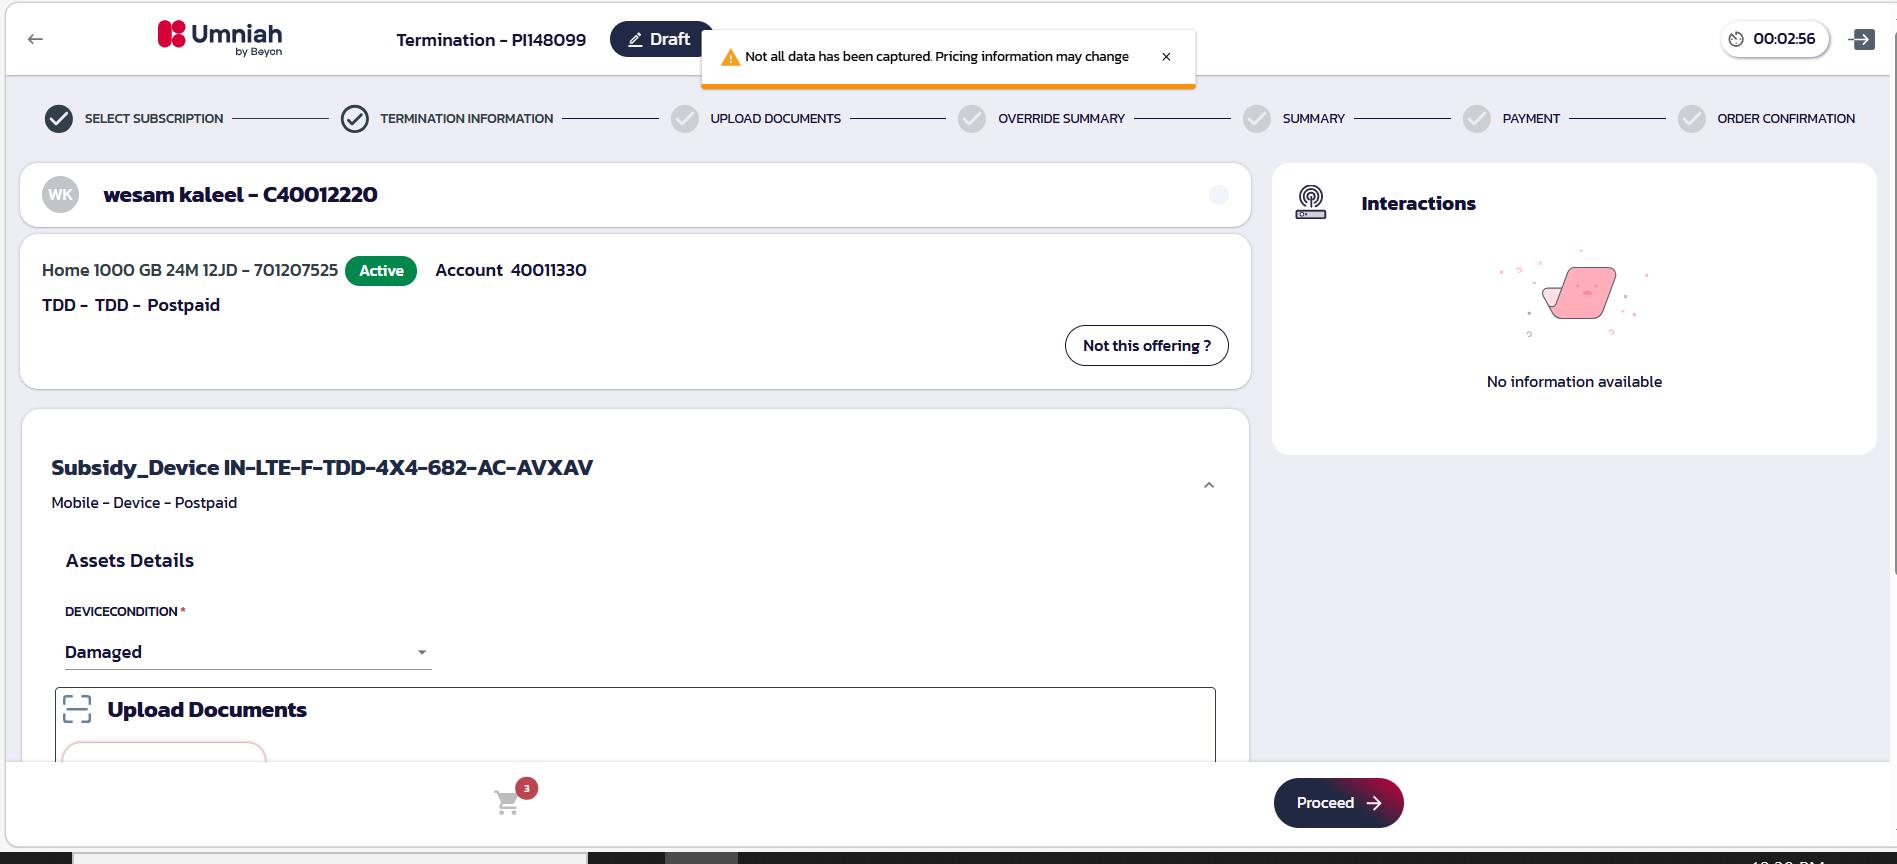 Umniah
by Beyon
Termination - PI148099
Draft
Not all data has been captured. Pricing information may change
00:02:56
SELECT SUBSCRIPTION
TERMINATION INFORMATION
UPLOAD DOCUMENTS
OVERRIDE SUMMARY
SUMMARY
PAYMENT
ORDER CONFIRMATION
WK
wesam kaleel - C40012220
Home 1000 GB 24M 12JD - 701207525
Active
Account 40011330
TDD - TDD - Postpaid
Not this offering ?
Interactions
No information available
Subsidy_Device IN-LTE-F-TDD-4X4-682-AC-AVXAV
Mobile - Device - Postpaid
Assets Details
DEVICECONDITION *
Damaged
Upload Documents
3
Proceed